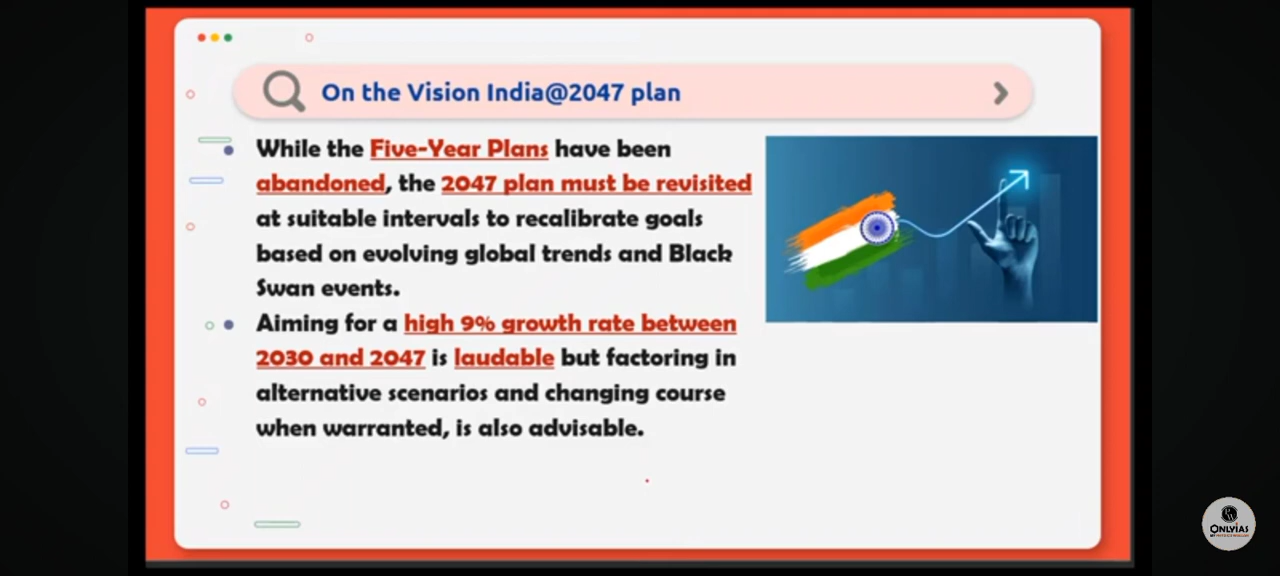 On the Vision India@2047 plan
While the Five-Year Plans have been
abandoned, the 2047 plan must be revisited
at suitable intervals to recalibrate goals
based on evolving global trends and Black
Swan events.
Aiming for a high 9% growth rate between
2030 and 2047 is laudable but factoring in
alternative scenarios and changing course
when warranted, is also advisable.
ONLYIAS